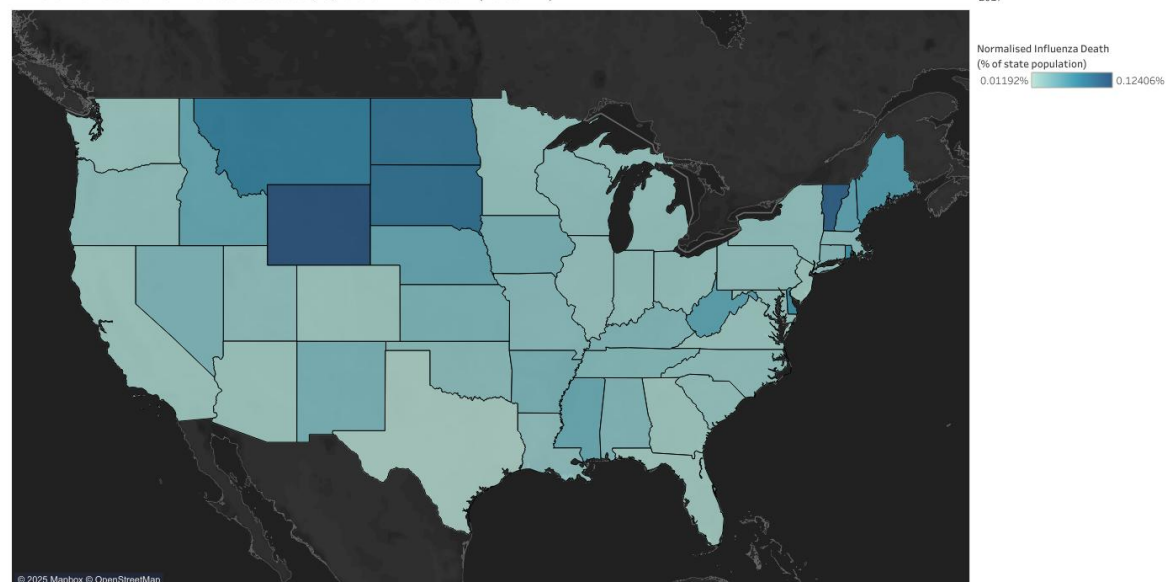 Normalised Influenza Death
(% of state population)
0.01192% 0.12406%
© 2025 Mapbox © OpenStreetMap